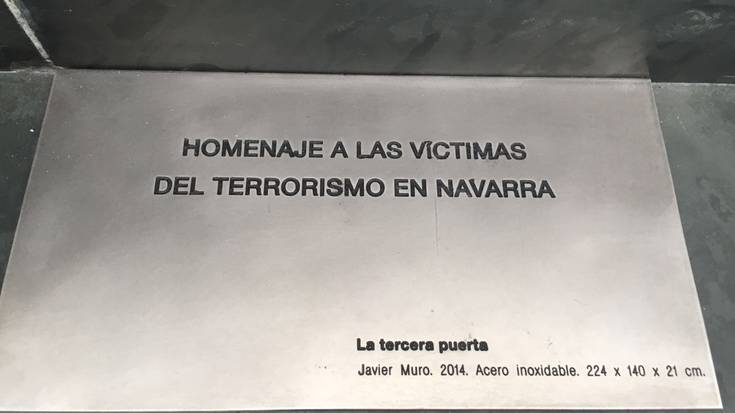 HOMENAJE A LAS VÍCTIMAS
DEL TERRORISMO EN NAVARRA
La tercera puerta
Javier Muro. 2014. Acero inoxidable. 224 x 140 x 21 cm.